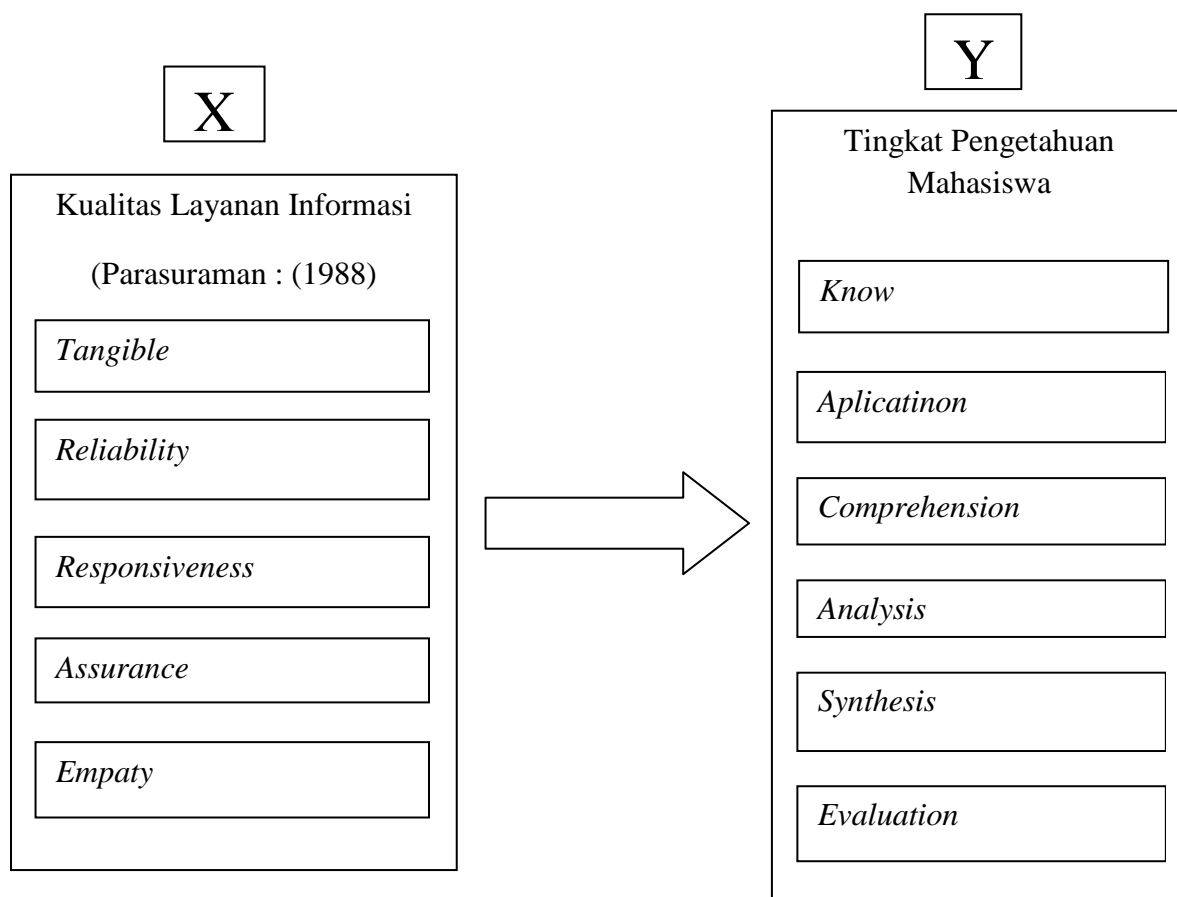 X
Kualitas Layanan Informasi
(Parasuraman : (1988)
Tangible
Reliability
Responsiveness
Assurance
Empaty
Y
Tingkat Pengetahuan
Mahasiswa
Know
Aplicatinon
Comprehension
Analysis
Synthesis
Evaluation